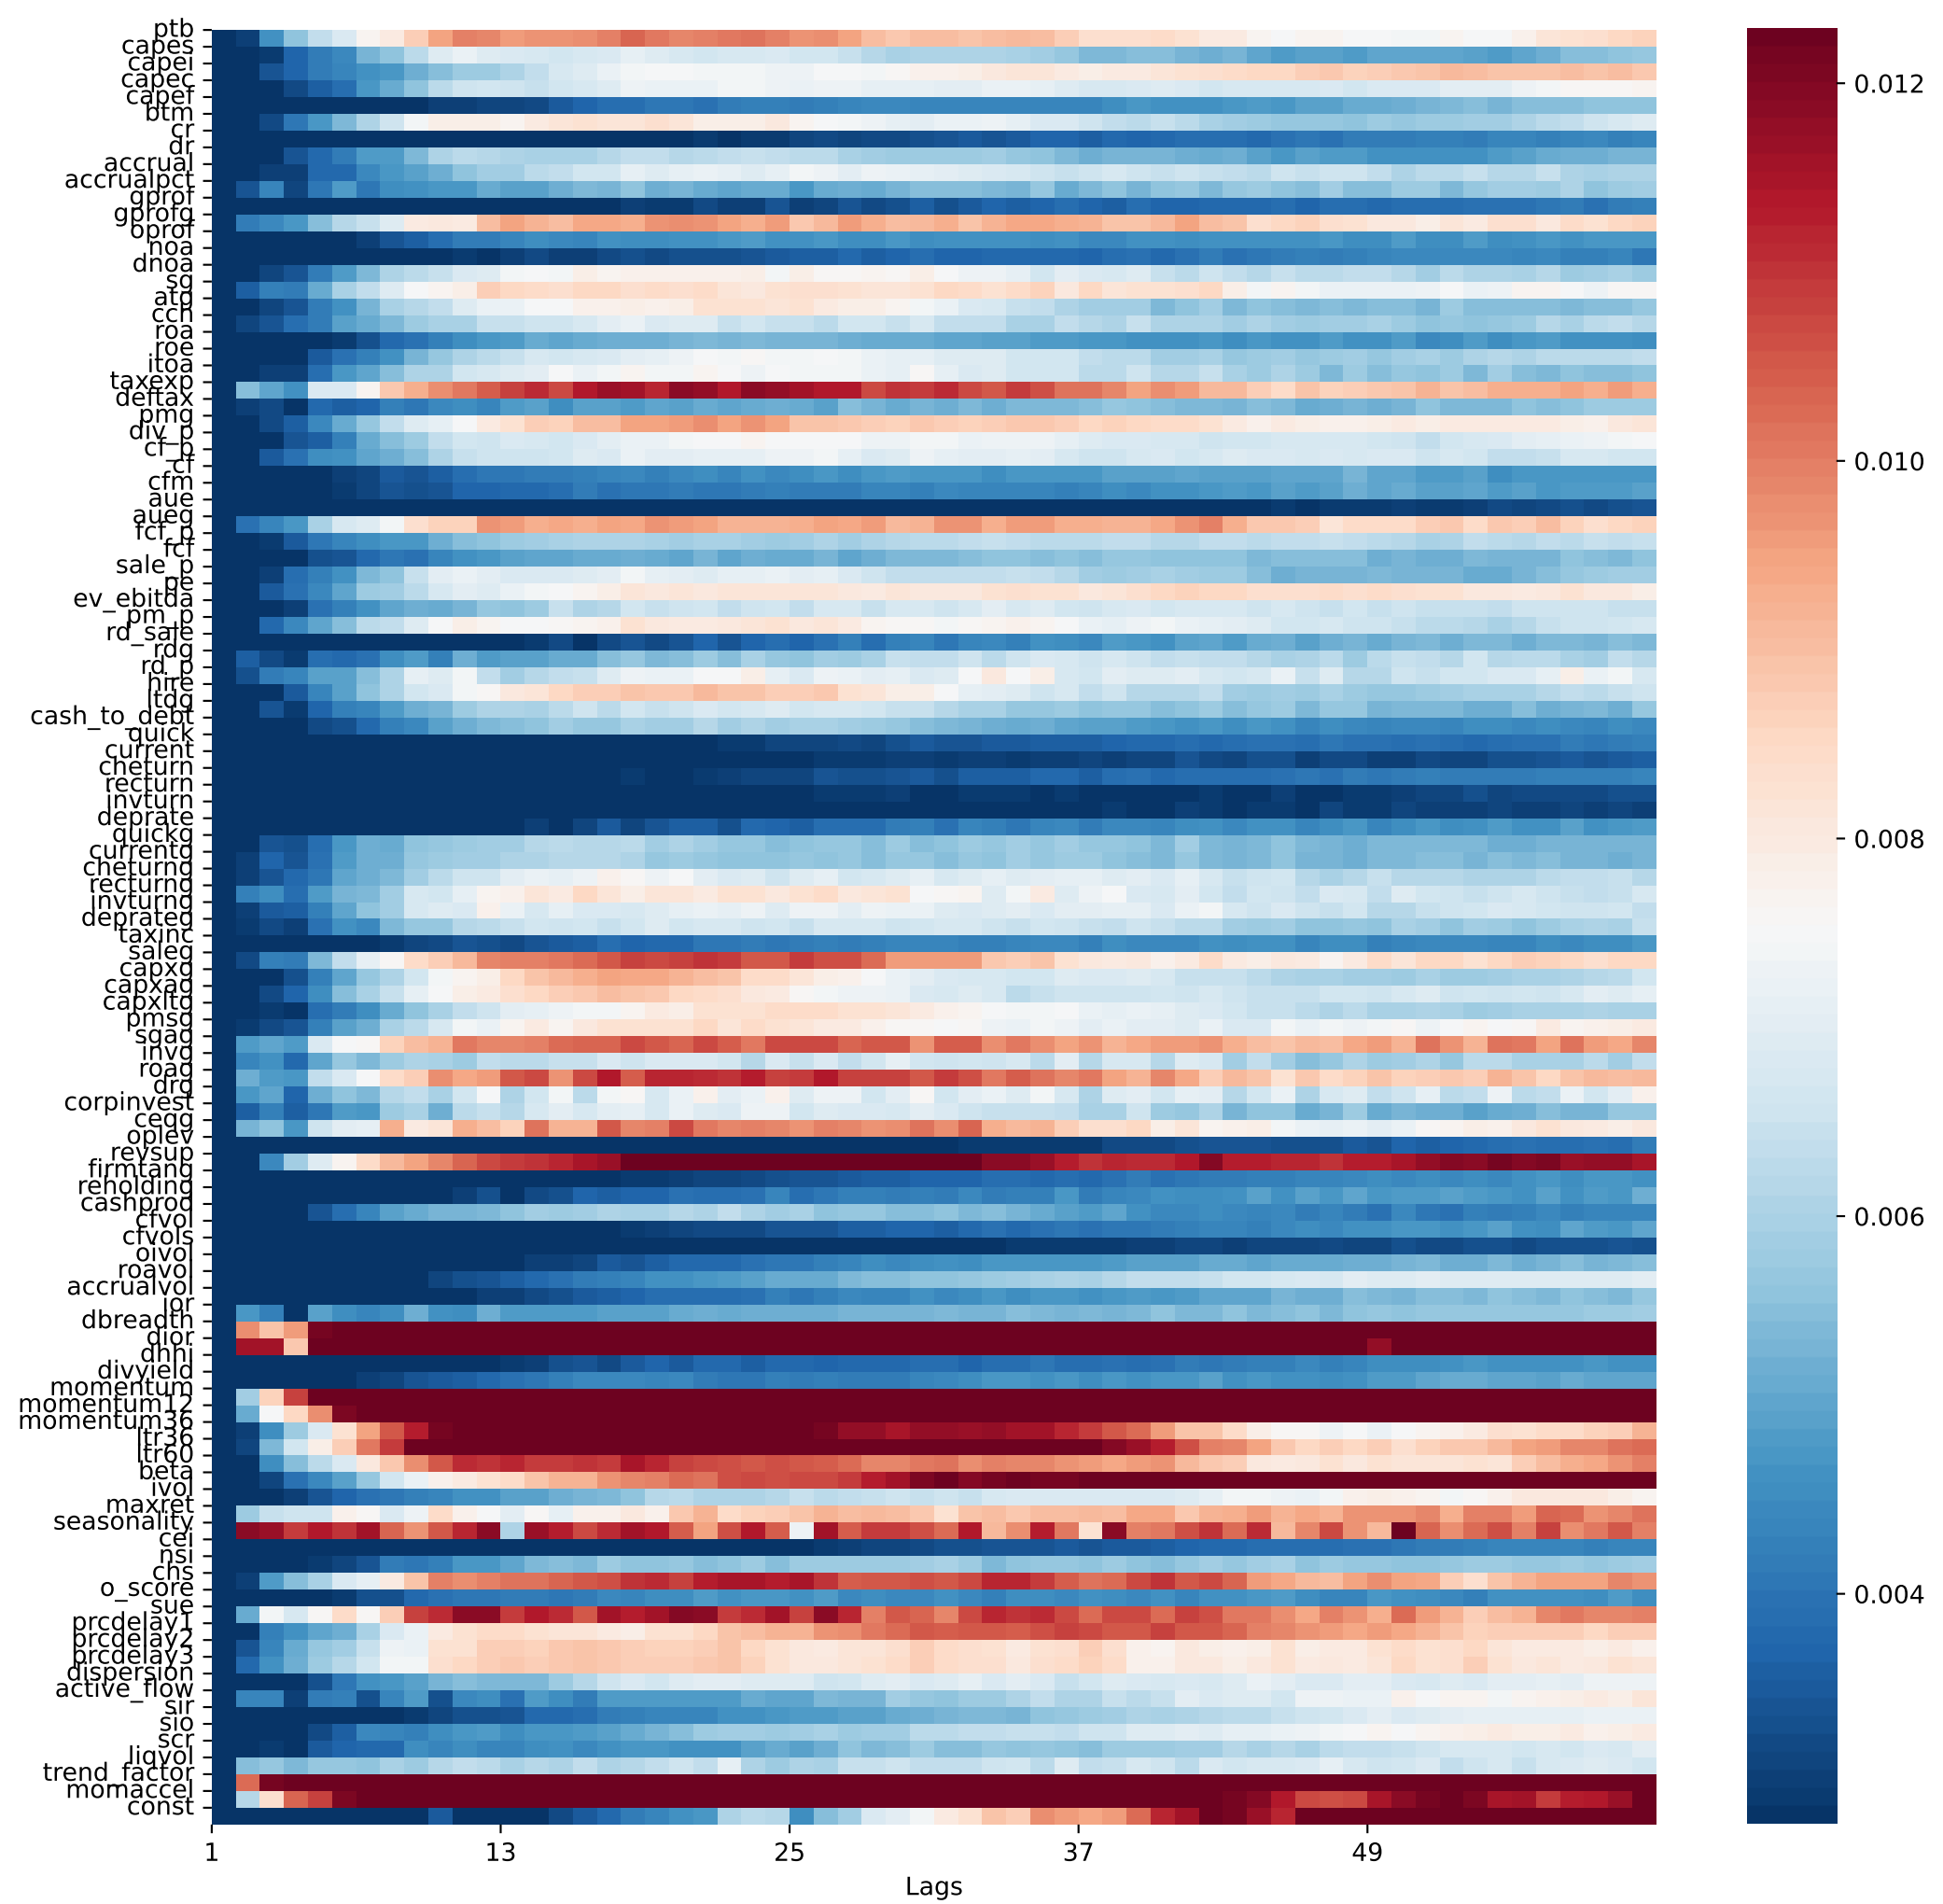 ptb
capes
capei
capec
capef
btm
cr
dr
accrual
accrualpct
gprof
gprofg
oprof
noa
dnoa
sg
atg
cch
roa
roe
itoa
taxexp
deftax
pmg
div_p
cf_p
cf
cfm
aue
aueg
fcf_p
fcf
sale_p
pe
ev_ebitda
pm_p
rd_sale
rdg
rd_p
hire
ltdg
cash_to_debt
quick
current
cheturn
recturn
invturn
deprate
quickg
currentg
cheturng
recturng
invturng
deprateg
taxinc
saleg
capxg
capxag
capxltg
pmsg
sgag
invg
roag
drg
corpinvest
ceqg
oplev
revsup
firmtang
reholding
cashprod
cfvol
cfvols
oivol
roavol
accrualvol
ior
dbreadth
dior
dhhi
divyield
momentum
momentum12
momentum36
ltr36
ltr60
beta
ivol
maxret
seasonality
cei
nsi
chs
o_score
sue
prcdelay1
prcdelay2
prcdelay3
dispersion
active_flow
sir
sio
scr
liqvol
trend_factor
momaccel
const
1 13 25 37 49
Lags
0.012
0.010
0.008
0.006
0.004